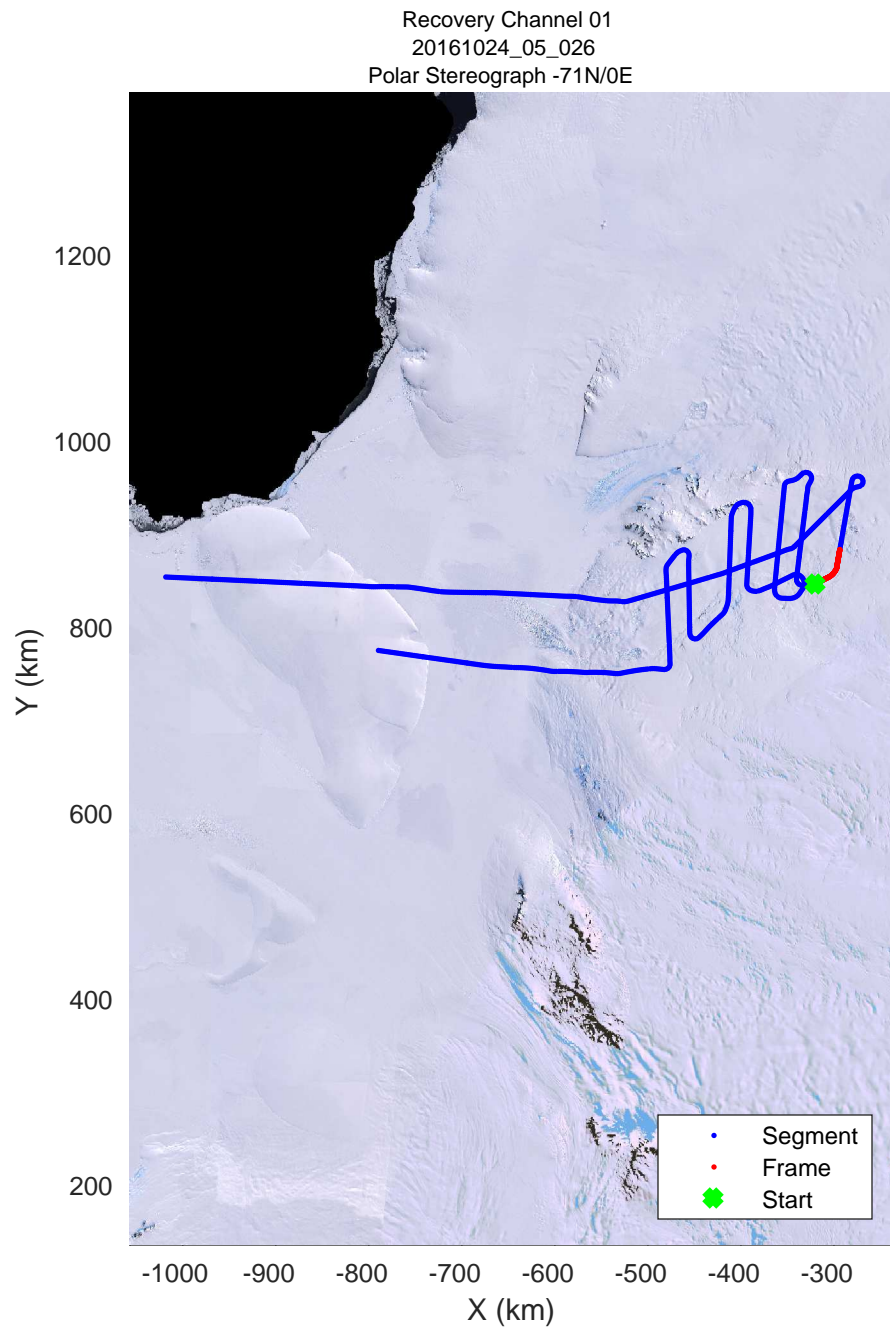 Recovery Channel 01
20161024_05_026
Polar Stereograph -71N/0E
1200
1000
800
600
400
200
Y (km)
Segment
Frame
Start
-1000 -900 -800 -700 -600 -500 -400 -300
X (km)